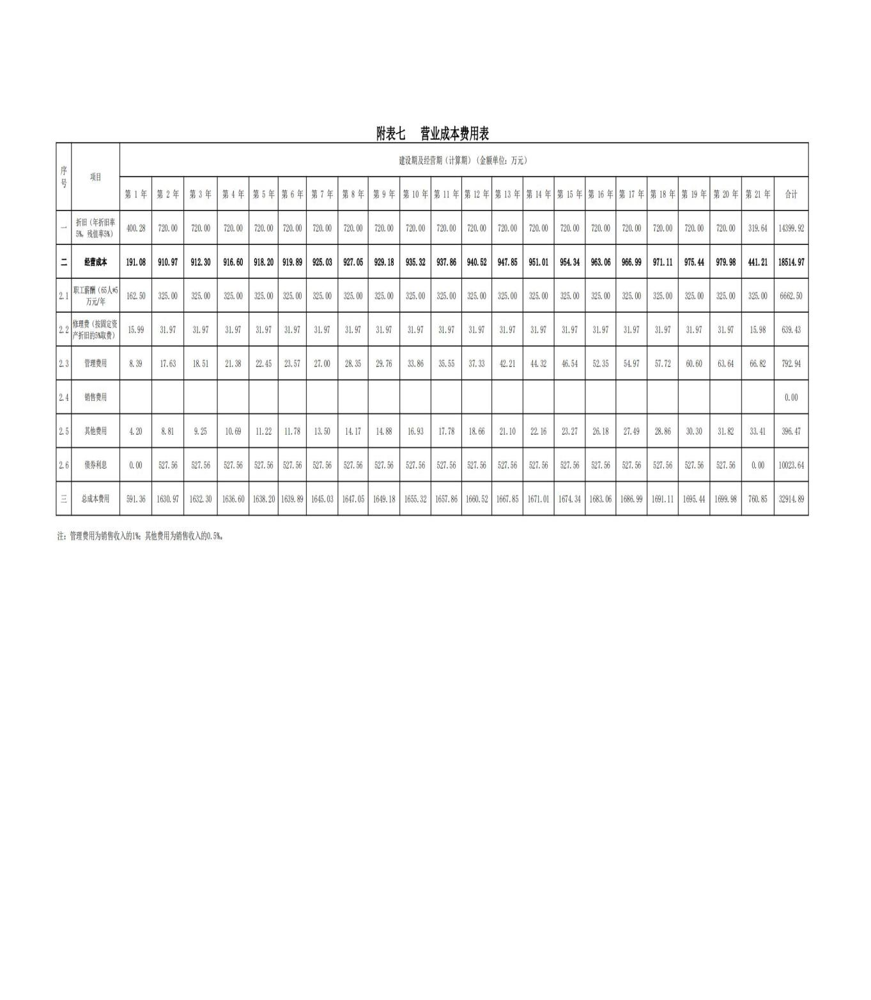 附表七 营业成本费用表
序号 项目 建设期及经营期（计算期）（金额单位：万元）
第 1 年 第 2 年 第 3 年 第 4 年 第 5 年 第 6 年 第 7 年 第 8 年 第 9 年 第 10 年 第 11 年 第 12 年 第 13 年 第 14 年 第 15 年 第 16 年 第 17 年 第 18 年 第 19 年 第 20 年 第 21 年 合计
一 折旧（年折旧率5%，残值率5%） 400.28 720.00 720.00 720.00 720.00 720.00 720.00 720.00 720.00 720.00 720.00 720.00 720.00 720.00 720.00 720.00 720.00 720.00 720.00 720.00 319.64 14399.92
二 经营成本 191.08 910.97 912.30 916.60 918.20 919.89 925.03 927.05 929.18 935.32 937.86 940.52 947.85 951.01 954.34 963.06 966.99 971.11 975.44 979.98 441.21 18514.97
2.1 职工薪酬（65人*5万元/年 162.50 325.00 325.00 325.00 325.00 325.00 325.00 325.00 325.00 325.00 325.00 325.00 325.00 325.00 325.00 325.00 325.00 325.00 325.00 325.00 325.00 6662.50
2.2 修理费（按固定资产折旧的5%取费） 15.99 31.97 31.97 31.97 31.97 31.97 31.97 31.97 31.97 31.97 31.97 31.97 31.97 31.97 31.97 31.97 31.97 31.97 31.97 31.97 15.98 639.43
2.3 管理费用 8.39 17.63 18.51 21.38 22.45 23.57 27.00 28.35 29.76 33.86 35.55 37.33 42.21 44.32 46.54 52.35 54.97 57.72 60.60 63.64 66.82 792.94
2.4 销售费用 0.00
2.5 其他费用 4.20 8.81 9.25 10.69 11.22 11.78 13.50 14.17 14.88 16.93 17.78 18.66 21.10 22.16 23.27 26.18 27.49 28.86 30.30 31.82 33.41 396.47
2.6 债券利息 0.00 527.56 527.56 527.56 527.56 527.56 527.56 527.56 527.56 527.56 527.56 527.56 527.56 527.56 527.56 527.56 527.56 527.56 527.56 527.56 0.00 10023.64
三 总成本费用 591.36 1630.97 1632.30 1636.60 1638.20 1639.89 1645.03 1647.05 1649.18 1655.32 1657.86 1660.52 1667.85 1671.01 1674.34 1683.06 1686.99 1691.11 1695.44 1699.98 760.85 32914.89
注：管理费用为销售收入的1%；其他费用为销售收入的0.5%。